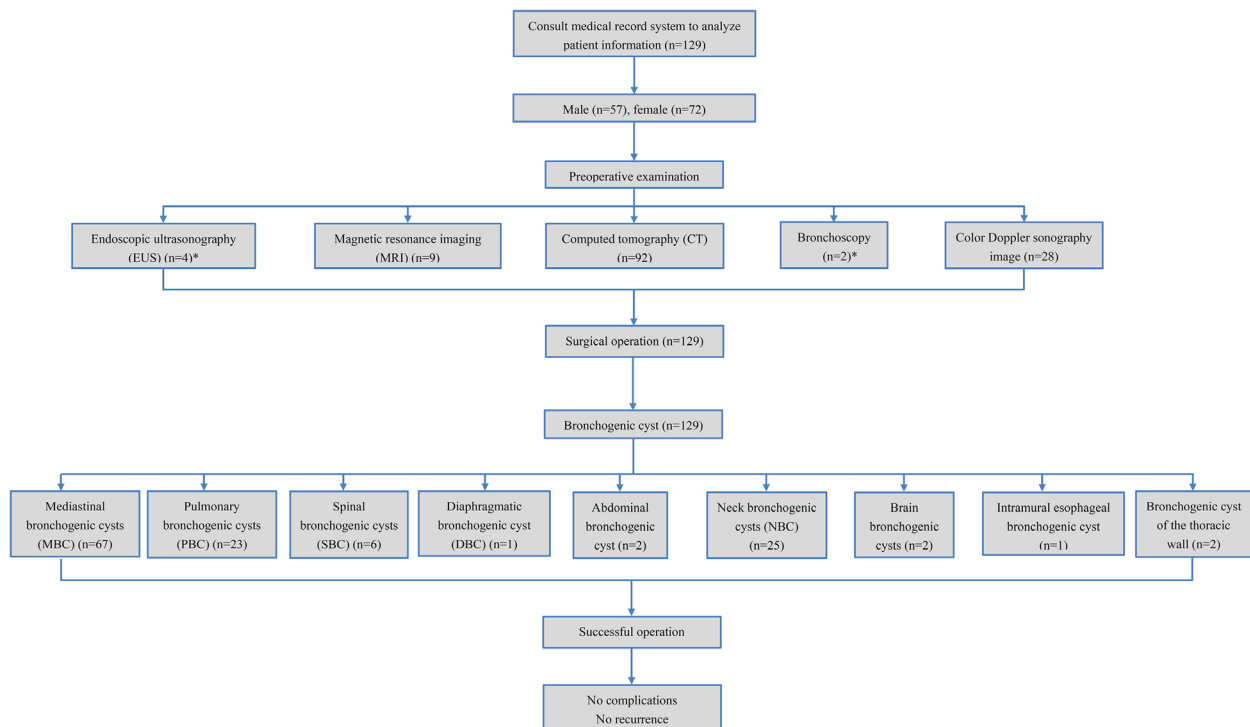 Consult medical record system to analyze
patient information (n=129)
Male (n=57), female (n=72)
Preoperative examination
Endoscopic ultrasonography
(EUS) (n=4)*
Magnetic resonance imaging
(MRI) (n=9)
Computed tomography (CT)
(n=92)
Bronchoscopy
(n=2)*
Color Doppler sonography
image (n=28)
Surgical operation (n=129)
Bronchogenic cyst (n=129)
Mediastinal
bronchogenic cysts
(MBC) (n=67)
Pulmonary
bronchogenic cysts
(PBC) (n=23)
Spinal
bronchogenic cysts
(SBC) (n=6)
Diaphragmatic
bronchogenic cyst
(DBC) (n=1)
Abdominal
bronchogenic
cyst (n=2)
Neck bronchogenic
cysts (NBC)
(n=25)
Brain
bronchogenic
cysts (n=2)
Intramural esophageal
bronchogenic cyst
(n=1)
Bronchogenic cyst
of the thoracic
wall (n=2)
Successful operation
No complications
No recurrence